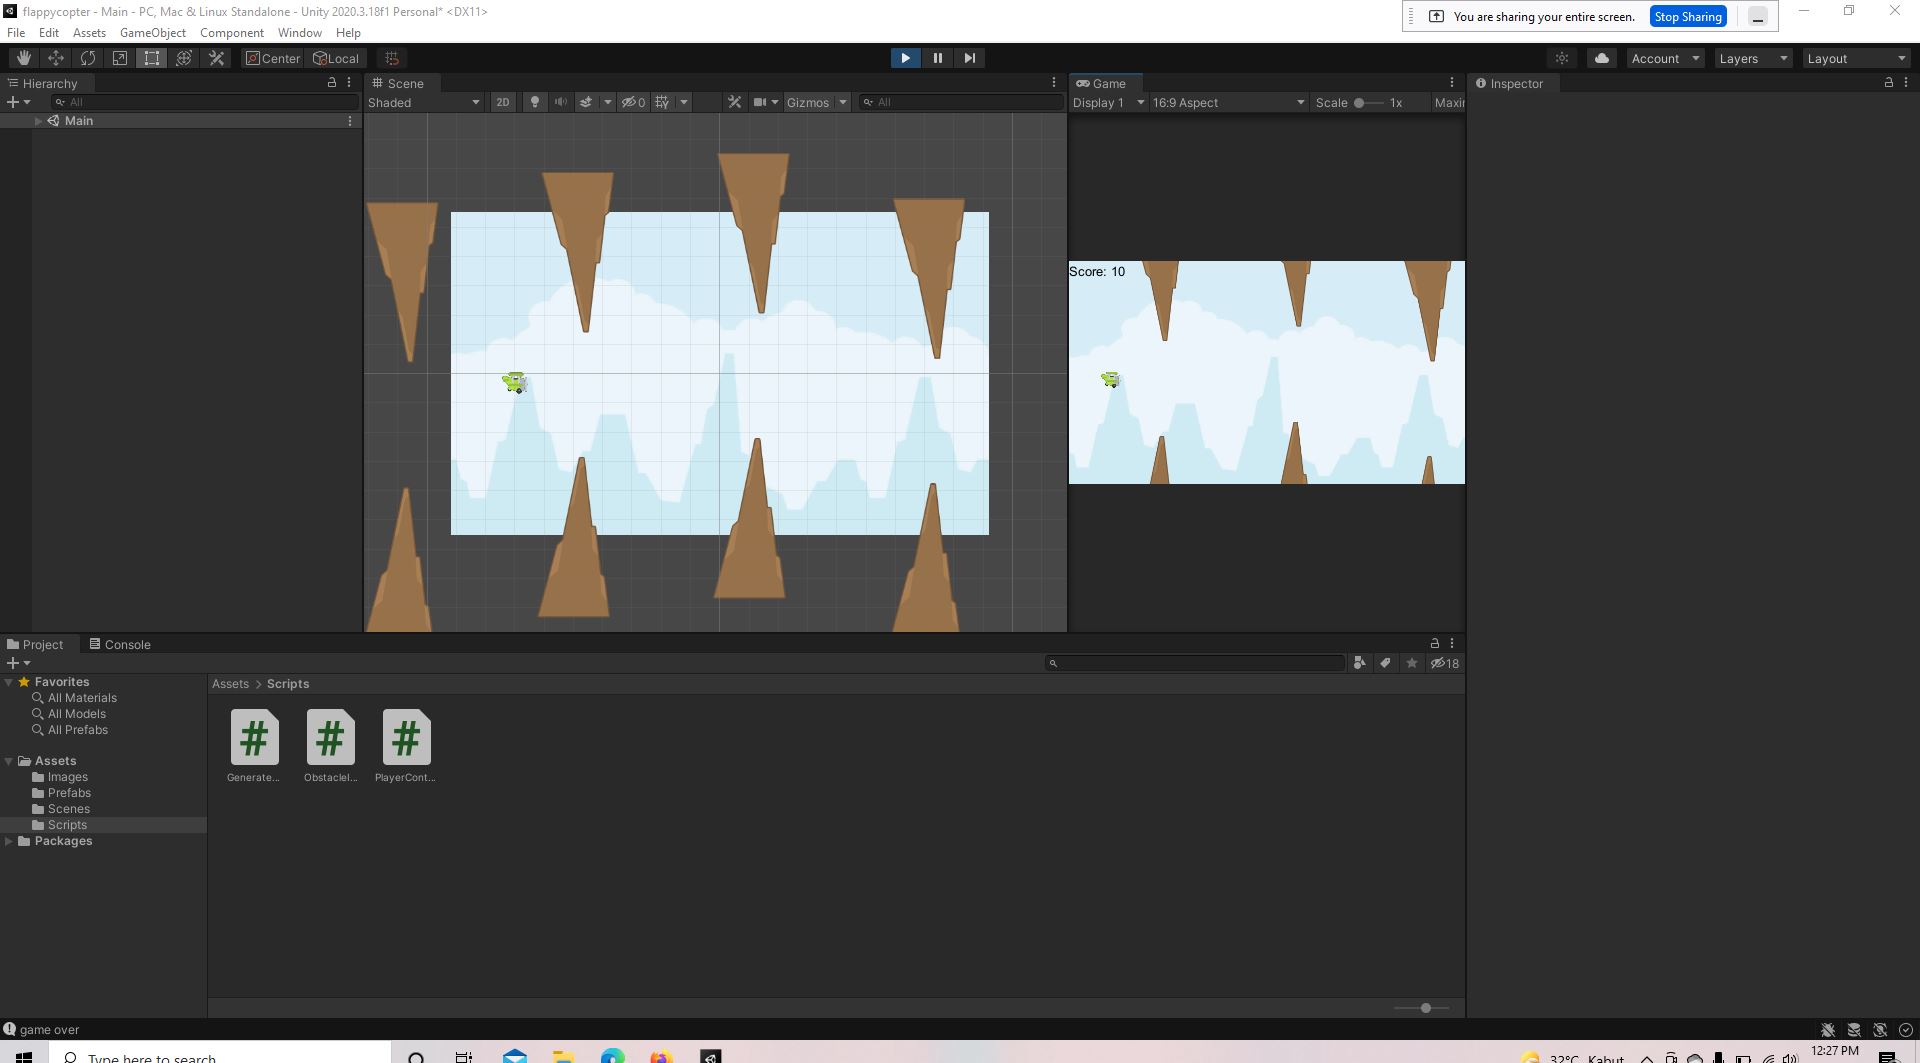 flappycopter - Main - PC, Mac & Linux Standalone - Unity 2020.3.18f1 Personal* <DX11>
You are sharing your entire screen. Stop Sharing
File Edit Assets GameObject Component Window Help
Center Local Account Layers Layout
Hierarchy Scene Game Inspector
All Shaded 2D 0 Gizmos All Display 1 16:9 Aspect Scale 1x Maxi
Main
Score: 10
Project Console
18
Favorites
All Materials
All Models
All Prefabs
Assets
Images
Prefabs
Scenes
Scripts
Packages
Assets > Scripts
Generate... ObstacleI... PlayerCont...
game over
Type here to search
32°C Kabut
12:27 PM